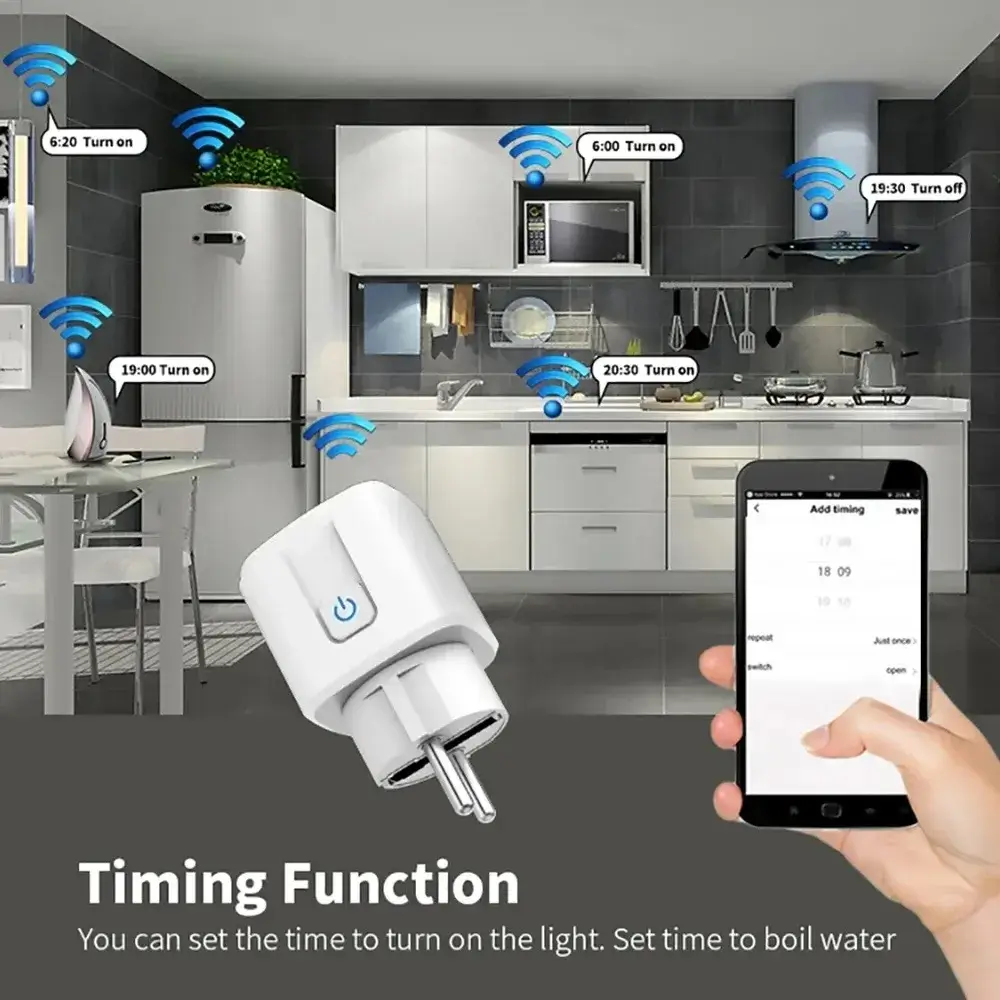 6:20 Turn on
6:00 Turn on
19:30 Turn off
19:00 Turn on
20:30 Turn on
Add timing
save
18 09
repeat
Just once
switch
open
Timing Function
You can set the time to turn on the light. Set time to boil water